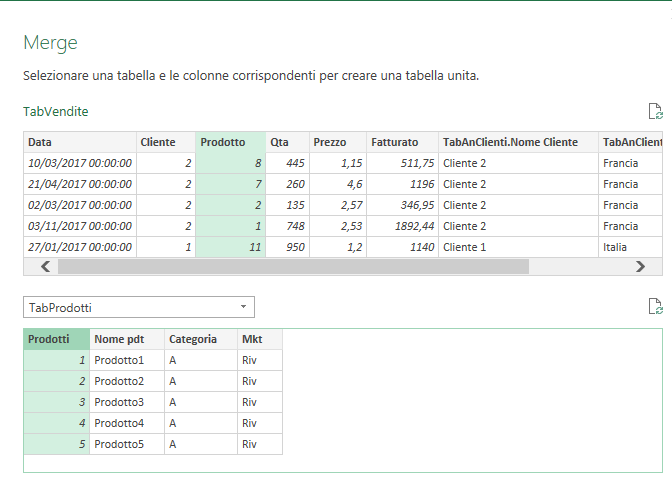 Merge
Selezionare una tabella e le colonne corrispondenti per creare una tabella unita.
TabVendite
Data Cliente Prodotto Qta Prezzo Fatturato TabAnClienti.Nome Cliente TabAnClient
10/03/2017 00:00:00 2 8 445 1,15 511,75 Cliente 2 Francia
21/04/2017 00:00:00 2 7 260 4,6 1196 Cliente 2 Francia
02/03/2017 00:00:00 2 2 135 2,57 346,95 Cliente 2 Francia
03/11/2017 00:00:00 2 1 748 2,53 1892,44 Cliente 2 Francia
27/01/2017 00:00:00 1 11 950 1,2 1140 Cliente 1 Italia
TabProdotti
Prodotti Nome pdt Categoria Mkt
1 Prodotto1 A Riv
2 Prodotto2 A Riv
3 Prodotto3 A Riv
4 Prodotto4 A Riv
5 Prodotto5 A Riv